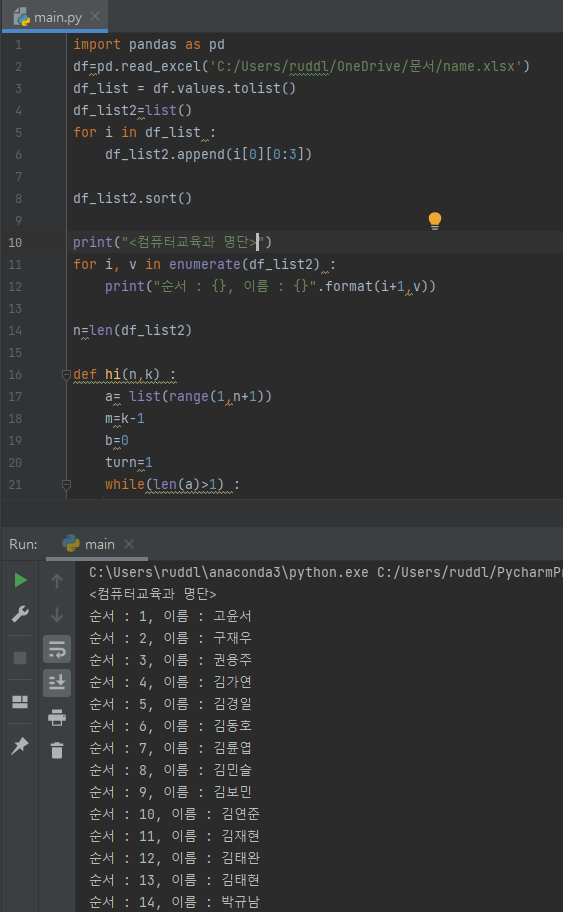 main.py
1 import pandas as pd
2 df=pd.read_excel('C:/Users/ruddl/OneDrive/문서/name.xlsx')
3 df_list = df.values.tolist()
4 df_list2=list()
5 for i in df_list :
6 df_list2.append(i[0][0:3])
7
8 df_list2.sort()
9
10 print("<컴퓨터교육과 명단>")
11 for i, v in enumerate(df_list2) :
12 print("순서 : {}, 이름 : {}".format(i+1,v))
13
14 n=len(df_list2)
15
16 def hi(n,k) :
17 a= list(range(1,n+1))
18 m=k-1
19 b=0
20 turn=1
21 while(len(a)>1) :
Run: main
C:\Users\ruddl\anaconda3\python.exe C:/Users/ruddl/PycharmPr
<컴퓨터교육과 명단>
순서 : 1, 이름 : 고윤서
순서 : 2, 이름 : 구재우
순서 : 3, 이름 : 권용주
순서 : 4, 이름 : 김가연
순서 : 5, 이름 : 김경일
순서 : 6, 이름 : 김동호
순서 : 7, 이름 : 김륜엽
순서 : 8, 이름 : 김민슬
순서 : 9, 이름 : 김보민
순서 : 10, 이름 : 김연준
순서 : 11, 이름 : 김재현
순서 : 12, 이름 : 김태완
순서 : 13, 이름 : 김태현
순서 : 14, 이름 : 박규남